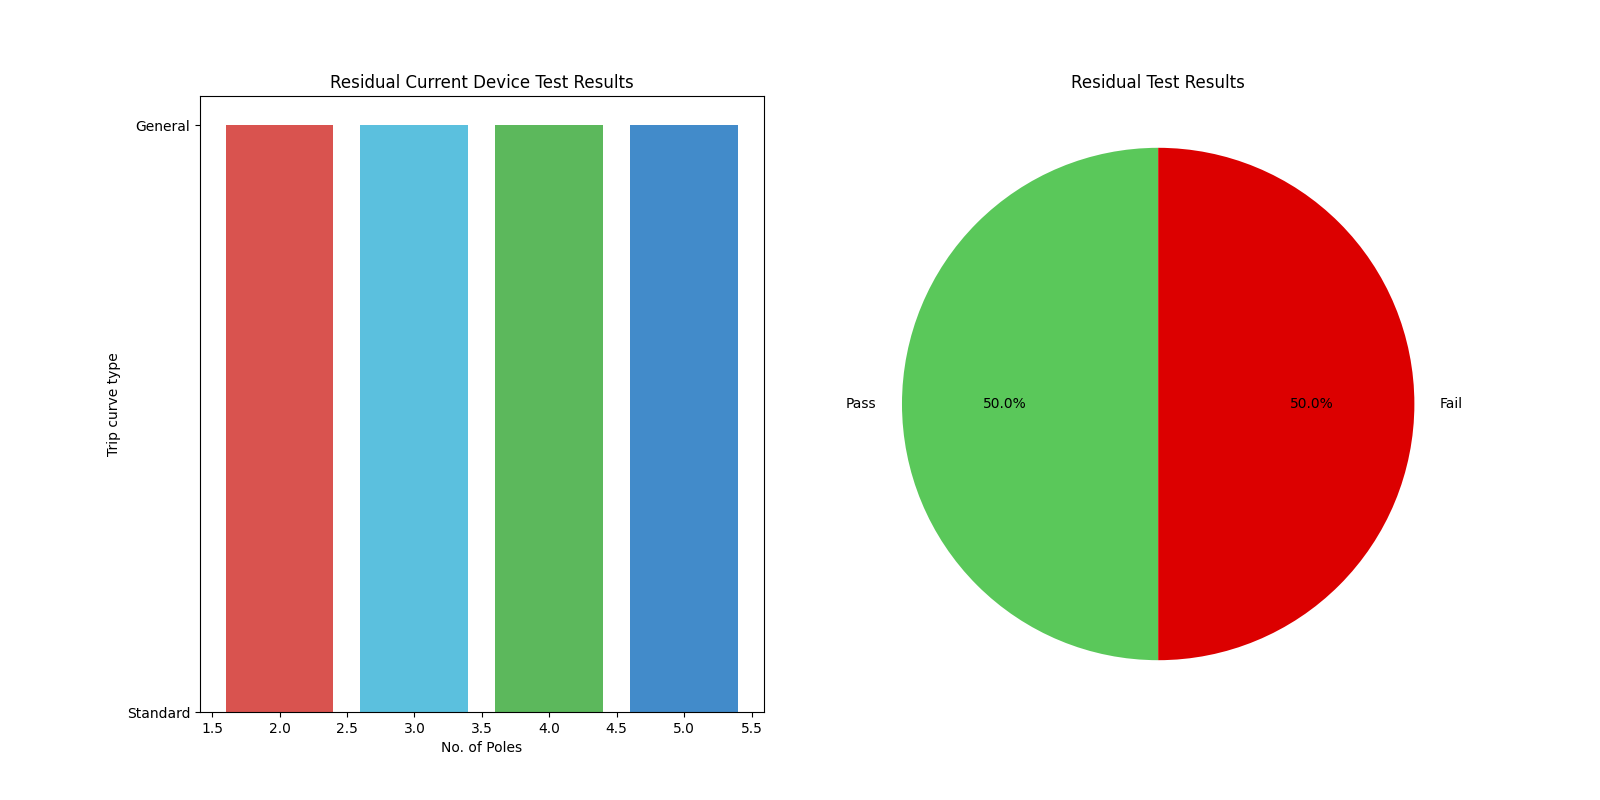 Residual Current Device Test Results
General
Trip curve type
Standard
1.5 2.0 2.5 3.0 3.5 4.0 4.5 5.0 5.5
No. of Poles
Residual Test Results
Pass
50.0%
50.0%
Fail